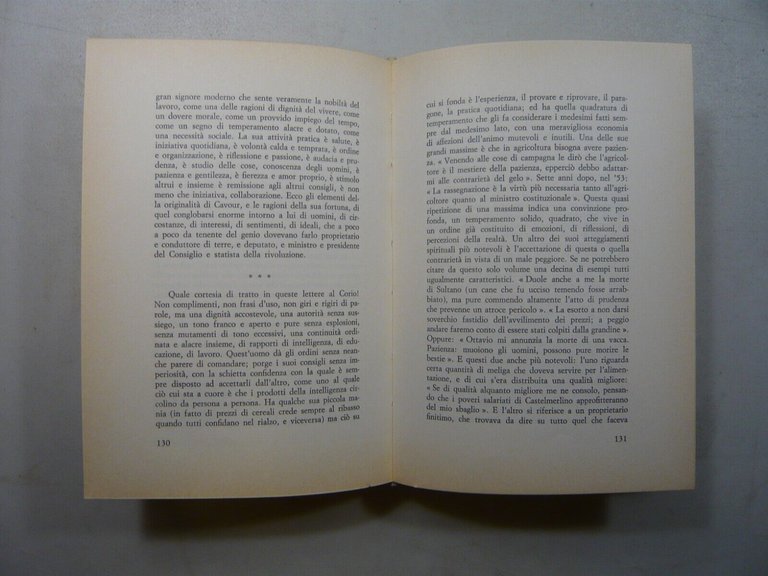 gran signore moderno che sente veramente la nobiltà del
lavoro, come una delle ragioni di dignità del vivere, come
un dovere morale, come un provvido impiego del tempo,
come un segno di temperamento alacre e dotato, come
una necessità sociale. La sua attività pratica è salute, è
iniziativa quotidiana, è volontà calda e temprata, è ordine
e organizzazione, è riflessione e passione, è audacia e pru-
denza, è studio delle cose, conoscenza degli uomini, è
pazienza e gentilezza, è fierezza e amor proprio, è stimolo
altrui e insieme è remissione agli altrui consigli, è non
meno che iniziativa, collaborazione. Ecco gli elementi del-
la originalità di Cavour, e le ragioni della sua fortuna, di
quel conglobarsi enorme intorno a lui di uomini, di cir-
costanze, di interessi, di sentimenti, di ideali, che a poco
a poco da tenente del genio dovevano farlo proprietario
e conduttore di terre, e deputato, e ministro e presidente
del Consiglio e statista della rivoluzione.
* * *
Quale cortesia di tratto in queste lettere al Corio!
Non complimenti, non frasi d'uso, non giri e rigiri di pa-
role, ma una dignità accostevole, una autorità senza sus-
siego, un tono franco e aperto e pure senza esplosioni,
senza mutamenti di tono eccessivi, una continuità ordi-
nata e alacre insieme, di rapporti di intelligenza, di edu-
cazione, di lavoro. Quest'uomo dà gli ordini senza nean-
che parere di comandare; porge i suoi consigli senza im-
periosità, con la schietta confidenza con la quale è sem-
pre disposto ad accettarli dall'altro, come uno al quale
ciò cui sta a cuore è che i prodotti della intelligenza cir-
colino da persona a persona. Ha qualche sua piccola ma-
nia (in fatto di prezzi di cereali crede sempre al ribasso
quando tutti confidano nel rialzo, e viceversa) ma ciò su
130
cui si fonda è l'esperienza, il provare e riprovare, il para-
gone, la pratica quotidiana; ed ha quella quadratura di
temperamento che gli fa considerare i medesimi fatti sem-
pre dal medesimo lato, con una meravigliosa economia
di affezioni dell'animo mutevoli e inutili. Una delle sue
grandi massime è che in agricoltura bisogna avere pazien-
za. « Venendo alle cose di campagna le dirò che l'agricol-
tore è il mestiere della pazienza, epperciò debbo adattar-
mi alle contrarietà del gelo ». Sette anni dopo, nel '53:
« La rassegnazione è la virtù più necessaria tanto all'agri-
coltore quanto al ministro costituzionale ». Questa quasi
ripetizione di una massima indica una convinzione pro-
fonda, un temperamento solido, quadrato, che vive in
un ordine già costituito di emozioni, di riflessioni, di
percezioni della realtà. Un altro dei suoi atteggiamenti
spirituali più notevoli è l'accettazione di questa o quella
contrarietà in vista di un male peggiore. Se ne potrebbero
citare da questo solo volume una decina di esempi tutti
ugualmente caratteristici. « Duole anche a me la morte
di Sultano (un cane che fu ucciso temendo fosse arrab-
biato), ma pure commendo altamente l'atto di prudenza
che prevenne un atroce pericolo ». « La esorto a non darsi
soverchio fastidio dell'avvilimento dei prezzi; a peggio
andare faremo conto di essere stati colpiti dalla grandine ».
Oppure: « Ottavio mi annunzia la morte di una vacca.
Pazienza: muoiono gli uomini, possono pure morire le
bestie ». E questi due anche più notevoli: l'uno riguarda
certa quantità di meliga che doveva servire per l'alimen-
tazione, e di cui s'era distribuita una qualità migliore:
« Se di qualità alquanto migliore me ne consolo, pensan-
do che i poveri salariati di Castelmerlino approfitteranno
del mio sbaglio ». E l'altro si riferisce a un proprietario
finitimo, che trovava da dire su tutto quel che faceva
131